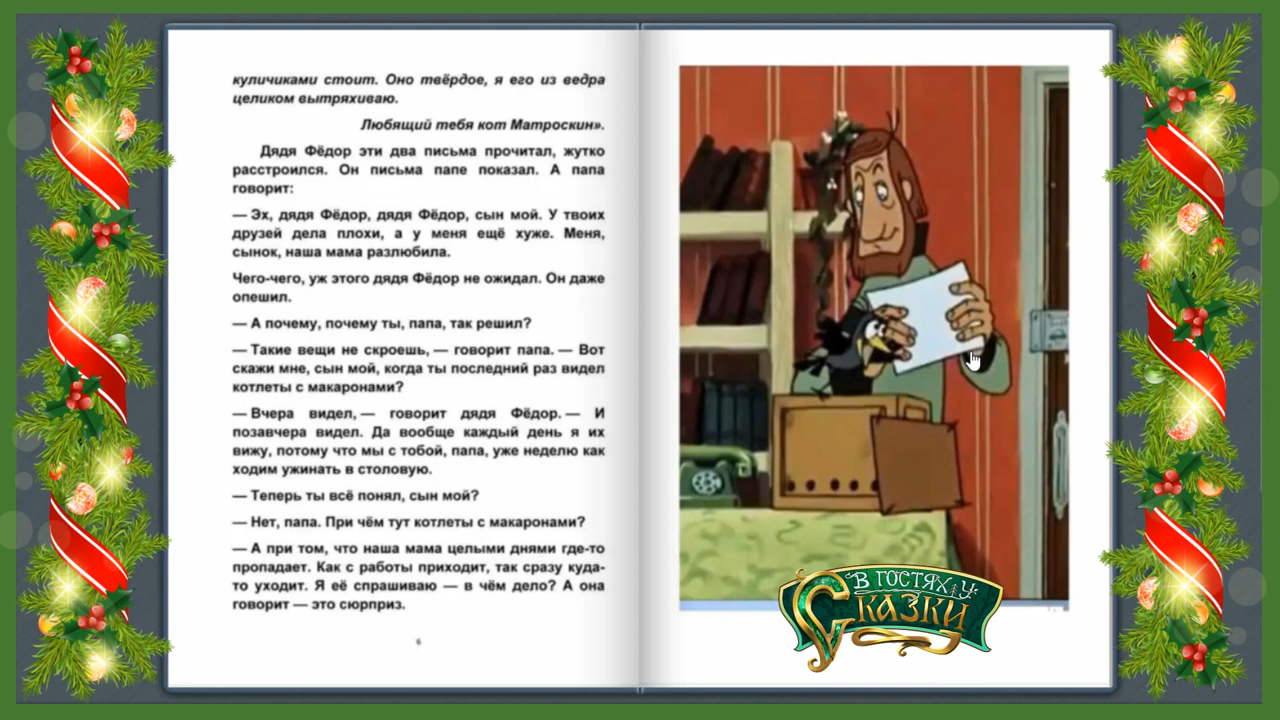 куличиками стоит. Оно твёрдое, я его из ведра
целиком вытряхиваю.
Любящий тебя кот Матроскин».
Дядя Фёдор эти два письма прочитал, жутко
расстроился. Он письма папе показал. А папа
говорит:
— Эх, дядя Фёдор, дядя Фёдор, сын мой. У твоих
друзей дела плохи, а у меня ещё хуже. Меня,
сынок, наша мама разлюбила.
Чего-чего, уж этого дядя Фёдор не ожидал. Он даже
опешил.
— А почему, почему ты, папа, так решил?
— Такие вещи не скроешь, — говорит папа. — Вот
скажи мне, сын мой, когда ты последний раз видел
котлеты с макаронами?
— Вчера видел, — говорит дядя Фёдор. — И
позавчера видел. Да вообще каждый день я их
вижу, потому что мы с тобой, папа, уже неделю как
ходим ужинать в столовую.
— Теперь ты всё понял, сын мой?
— Нет, папа. При чём тут котлеты с макаронами?
— А при том, что наша мама целыми днями где-то
пропадает. Как с работы приходит, так сразу куда-
то уходит. Я её спрашиваю — в чём дело? А она
говорит — это сюрприз.
6
В ГОСТЯХ У
СКАЗКИ